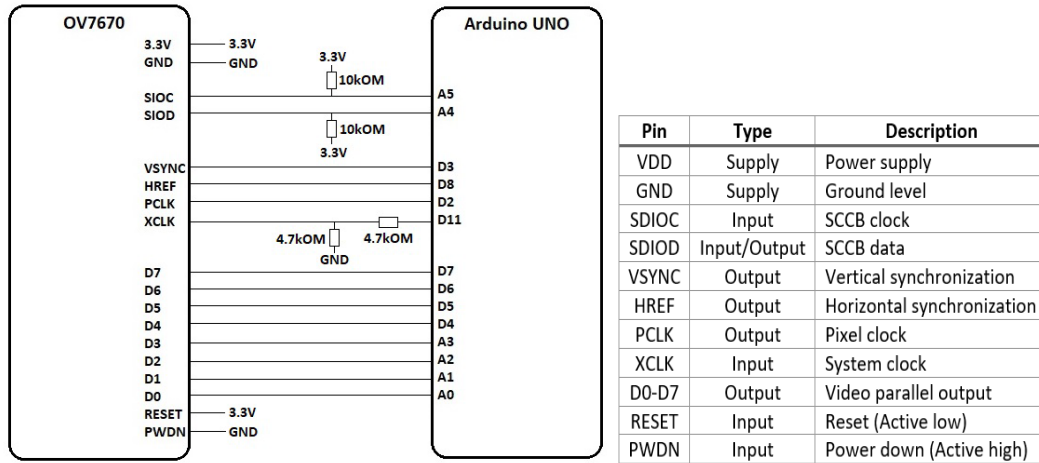 OV7670
Arduino UNO
3.3V 3.3V
GND GND
3.3V
10kOM
SIOC A5
SIOD A4
10kOM
3.3V
VSYNC D3
HREF D8
PCLK D2
XCLK D11
4.7kOM 4.7kOM
GND
D7 D7
D6 D6
D5 D5
D4 D4
D3 A3
D2 A2
D1 A1
D0 A0
RESET 3.3V
PWDN GND
Pin Type Description
VDD Supply Power supply
GND Supply Ground level
SDIOC Input SCCB clock
SDIOD Input/Output SCCB data
VSYNC Output Vertical synchronization
HREF Output Horizontal synchronization
PCLK Output Pixel clock
XCLK Input System clock
D0-D7 Output Video parallel output
RESET Input Reset (Active low)
PWDN Input Power down (Active high)